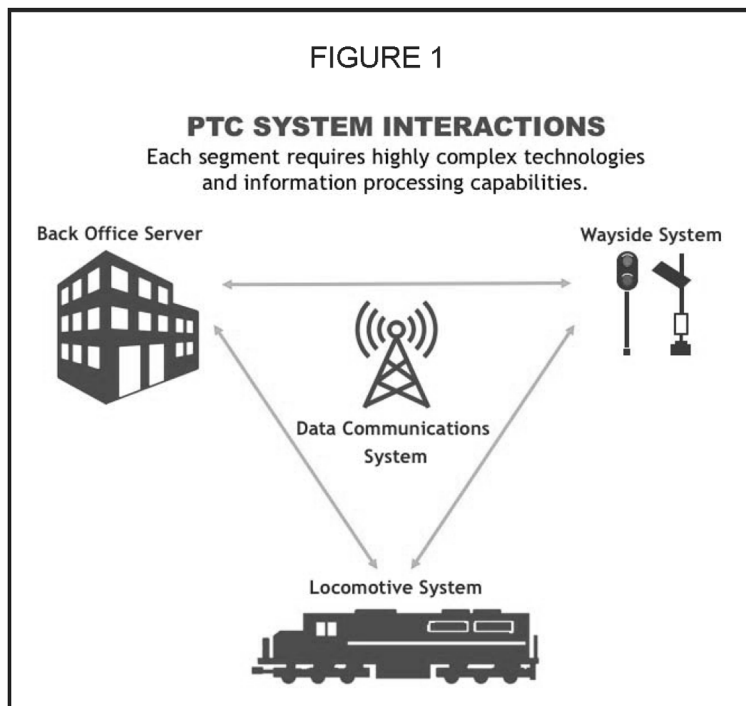 FIGURE 1
PTC SYSTEM INTERACTIONS
Each segment requires highly complex technologies
and information processing capabilities.
Back Office Server
Wayside System
Data Communications
System
Locomotive System